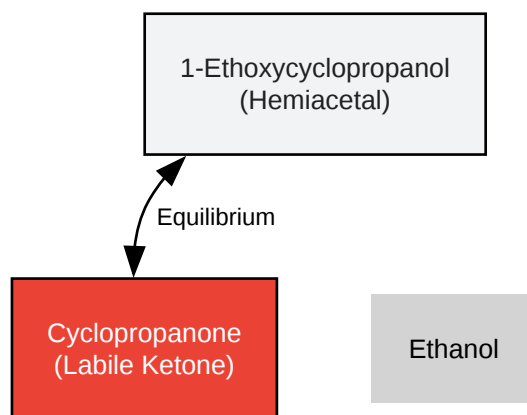 1-Ethoxycyclopropanol
(Hemiacetal)
Equilibrium
Cyclopropanone
(Labile Ketone)
Ethanol